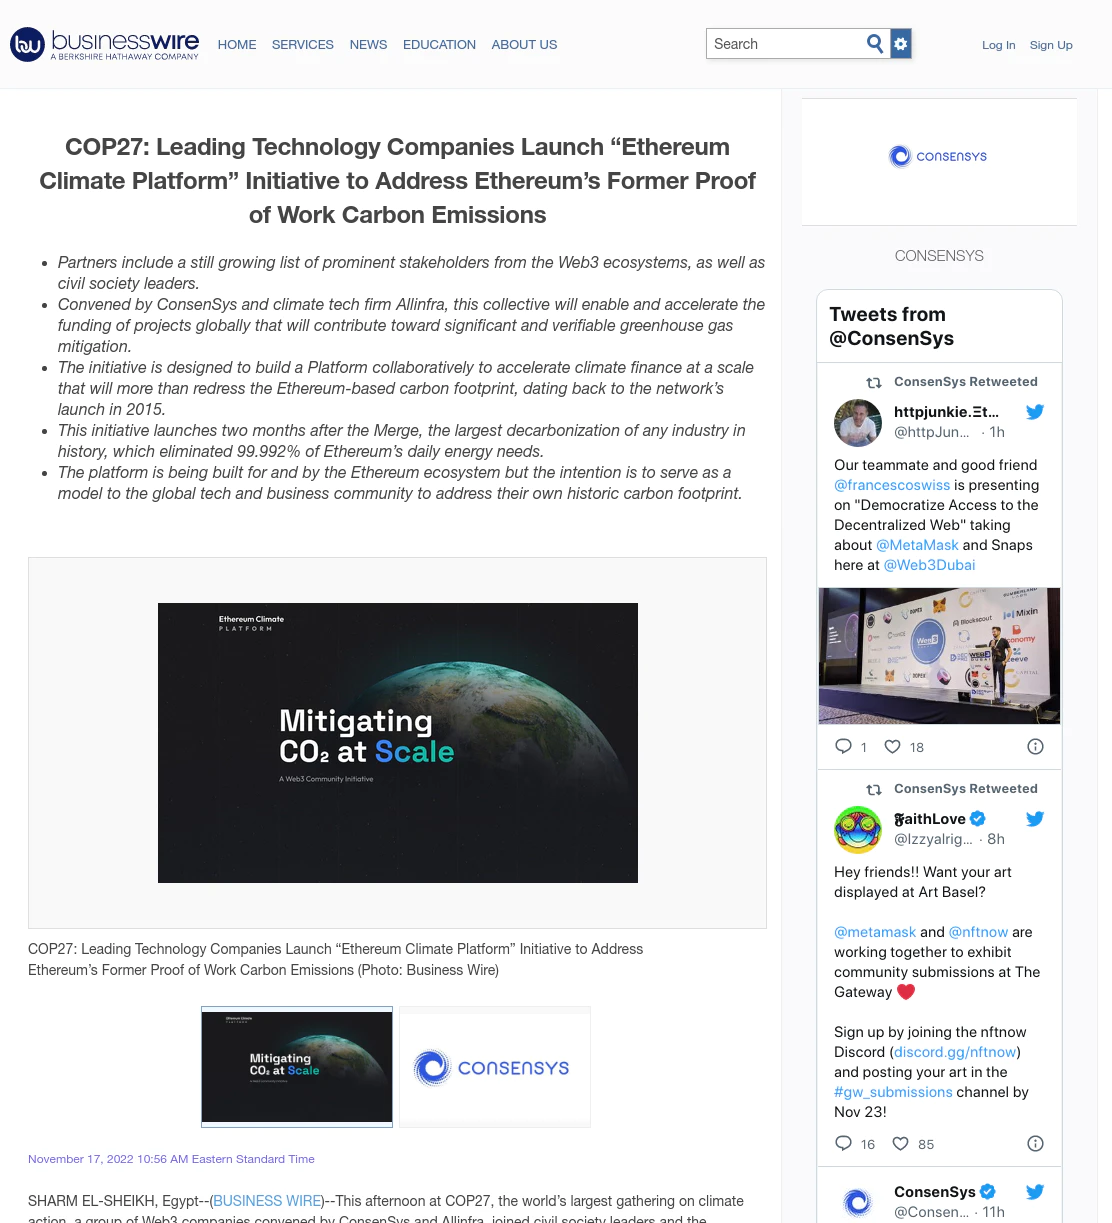 businesswire
A BERKSHIRE HATHAWAY COMPANY
HOME SERVICES NEWS EDUCATION ABOUT US
Search
Log In Sign Up
COP27: Leading Technology Companies Launch “Ethereum
Climate Platform” Initiative to Address Ethereum’s Former Proof
of Work Carbon Emissions
Partners include a still growing list of prominent stakeholders from the Web3 ecosystems, as well as
civil society leaders.
Convened by ConsenSys and climate tech firm Allinfra, this collective will enable and accelerate the
funding of projects globally that will contribute toward significant and verifiable greenhouse gas
mitigation.
The initiative is designed to build a Platform collaboratively to accelerate climate finance at a scale
that will more than redress the Ethereum-based carbon footprint, dating back to the network’s
launch in 2015.
This initiative launches two months after the Merge, the largest decarbonization of any industry in
history, which eliminated 99.992% of Ethereum’s daily energy needs.
The platform is being built for and by the Ethereum ecosystem but the intention is to serve as a
model to the global tech and business community to address their own historic carbon footprint.
Ethereum Climate
PLATFORM
Mitigating
CO₂ at Scale
A Web3 Community Initiative
COP27: Leading Technology Companies Launch “Ethereum Climate Platform” Initiative to Address
Ethereum’s Former Proof of Work Carbon Emissions (Photo: Business Wire)
Ethereum Climate
PLATFORM
Mitigating
CO₂ at Scale
CONSENSYS
November 17, 2022 10:56 AM Eastern Standard Time
SHARM EL-SHEIKH, Egypt--(BUSINESS WIRE)--This afternoon at COP27, the world’s largest gathering on climate
action, a group of Web3 companies convened by ConsenSys and Allinfra, joined civil society leaders and the
CONSENSYS
CONSENSYS
Tweets from
@ConsenSys
ConsenSys Retweeted
httpjunkie.Ξt...
@httpJun... · 1h
Our teammate and good friend
@francescoswiss is presenting
on "Democratize Access to the
Decentralized Web" taking
about @MetaMask and Snaps
here at @Web3Dubai
DOPEX
Blockscout
Mixin
Web3
DOPEX
1 18
ConsenSys Retweeted
FaithLove
@Izzyalrig... · 8h
Hey friends!! Want your art
displayed at Art Basel?
@metamask and @nftnow are
working together to exhibit
community submissions at The
Gateway ❤️
Sign up by joining the nftnow
Discord (discord.gg/nftnow)
and posting your art in the
#gw_submissions channel by
Nov 23!
16 85
ConsenSys
@Consen... · 11h